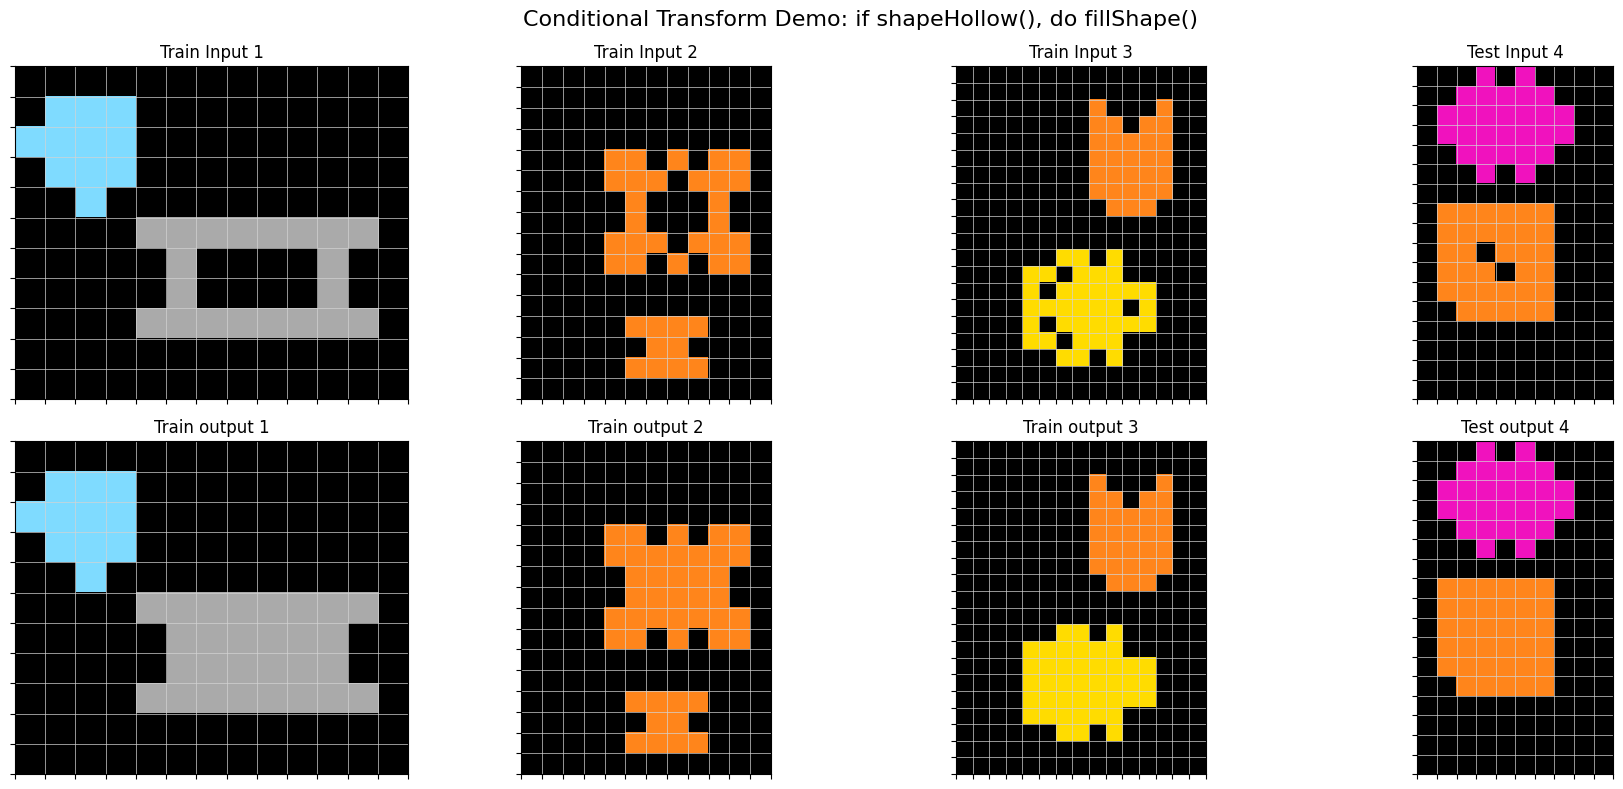 Conditional Transform Demo: if shapeHollow(), do fillShape()
Train Input 1
Train Input 2
Train Input 3
Test Input 4
Train output 1
Train output 2
Train output 3
Test output 4